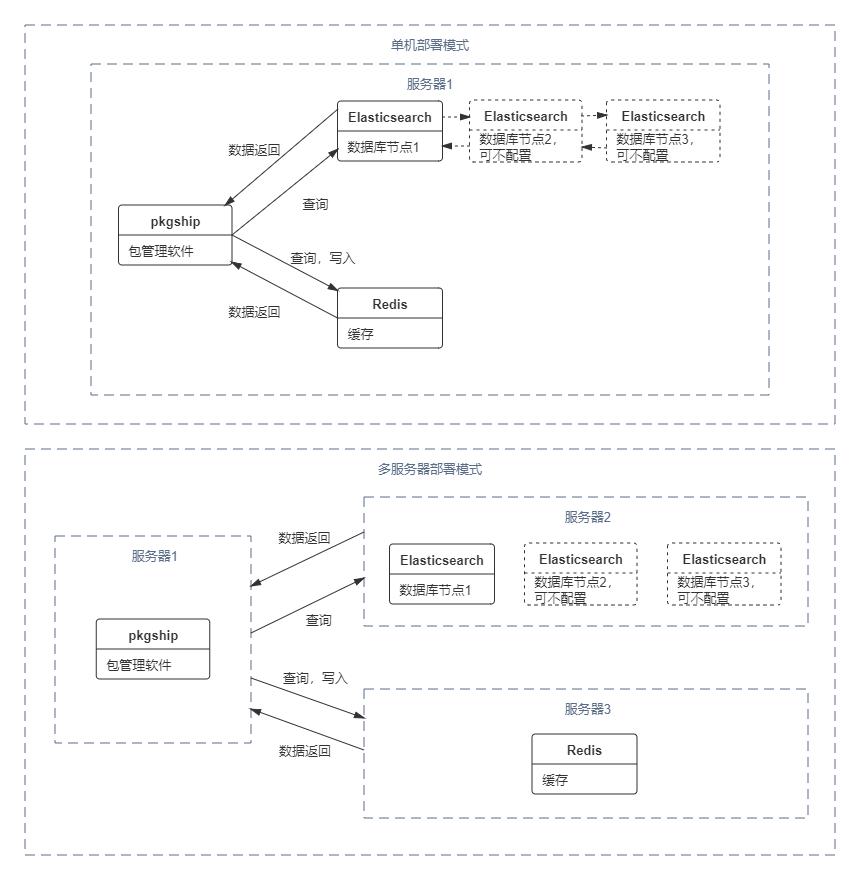 单机部署模式
服务器1
Elasticsearch
数据库节点1
Elasticsearch
数据库节点2，
可不配置
Elasticsearch
数据库节点3，
可不配置
数据返回
查询
pkgship
包管理软件
查询，写入
数据返回
Redis
缓存
多服务器部署模式
服务器1
pkgship
包管理软件
数据返回
查询
查询，写入
数据返回
服务器2
Elasticsearch
数据库节点1
Elasticsearch
数据库节点2，
可不配置
Elasticsearch
数据库节点3，
可不配置
服务器3
Redis
缓存